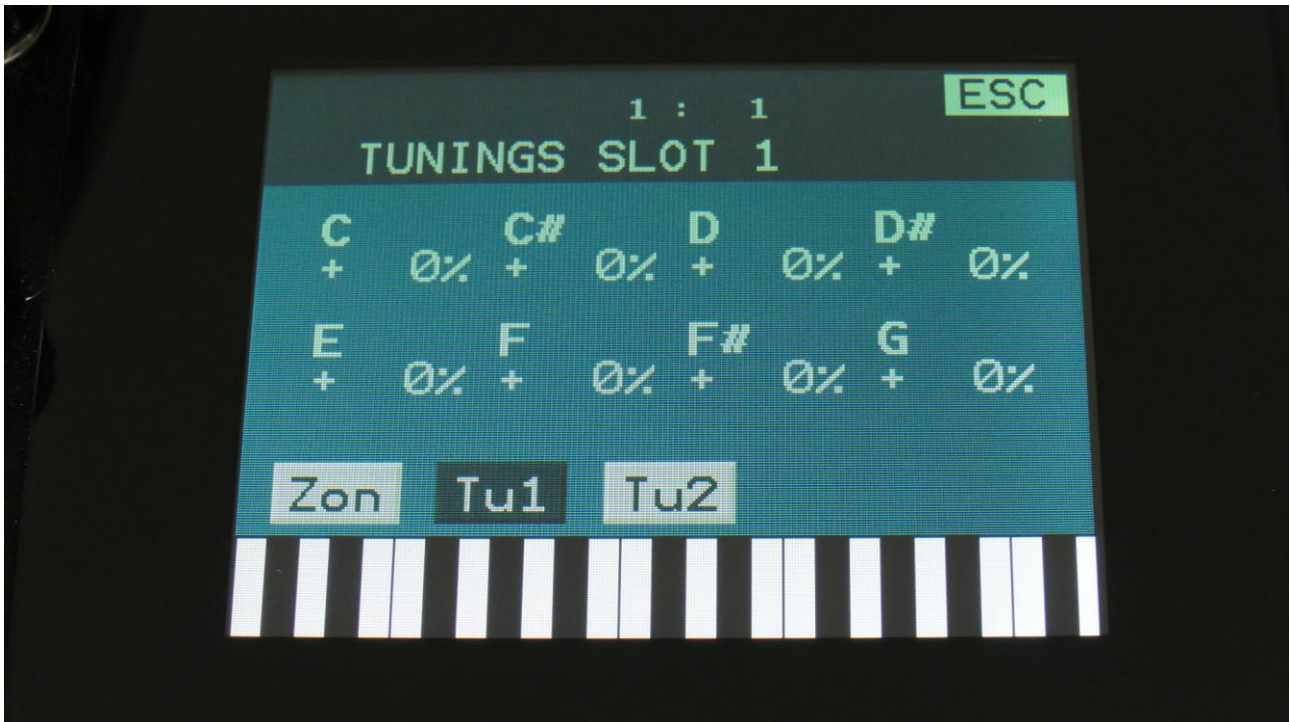 ESC
1 : 1
TUNINGS SLOT 1
C C# D D#
+ 0% + 0% + 0% + 0%
E F F# G
+ 0% + 0% + 0% + 0%
Zon Tu1 Tu2